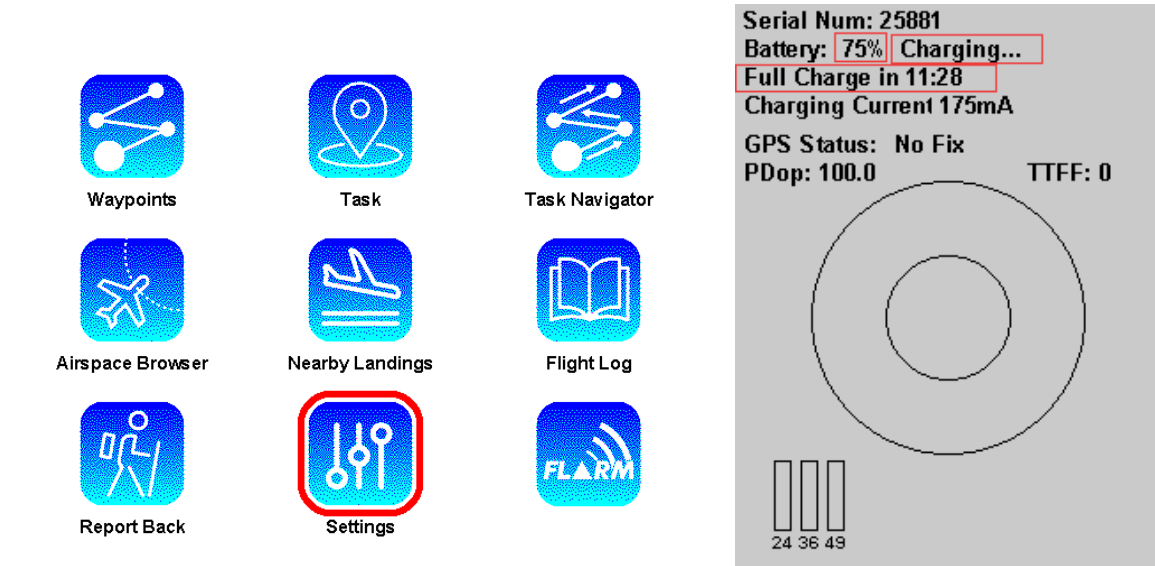 Waypoints
Task
Task Navigator
Airspace Browser
Nearby Landings
Flight Log
Report Back
Settings
FLARM
Serial Num: 25881
Battery: 75% Charging...
Full Charge in 11:28
Charging Current 175mA
GPS Status: No Fix
PDop: 100.0 TTFF: 0
24 36 49